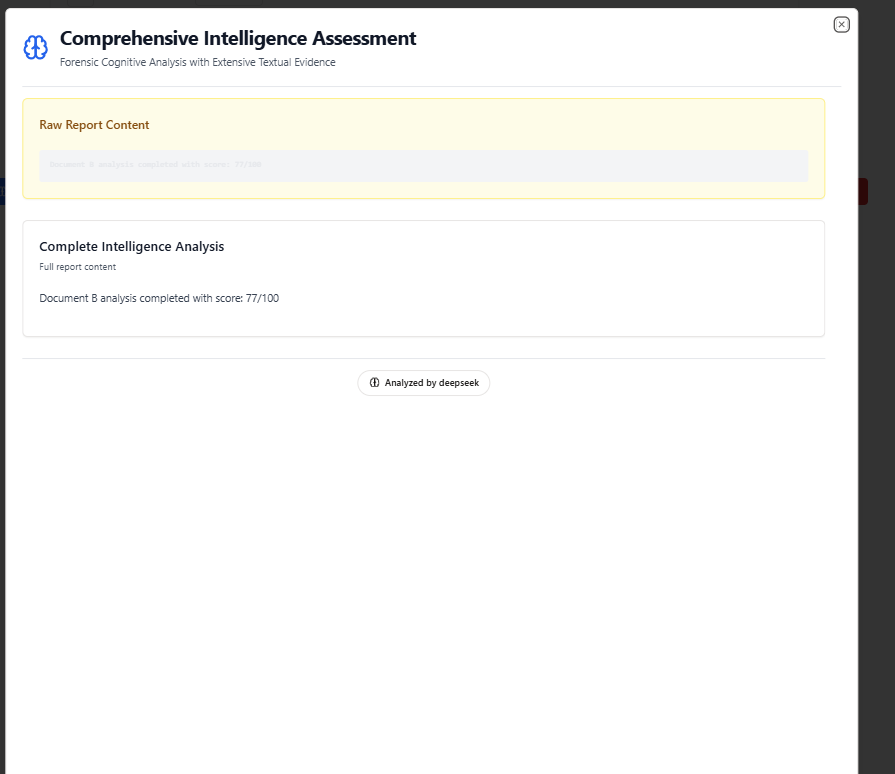 Comprehensive Intelligence Assessment
Forensic Cognitive Analysis with Extensive Textual Evidence
Raw Report Content
Document B analysis completed with score: 77/100
Complete Intelligence Analysis
Full report content
Document B analysis completed with score: 77/100
Analyzed by deepseek